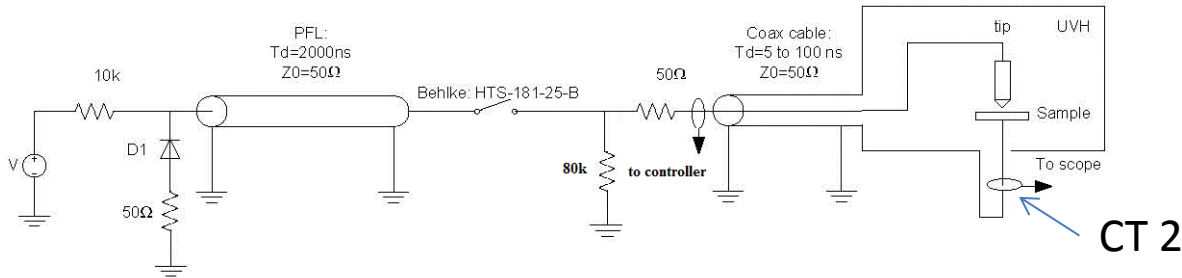 PFL:
Td=2000ns
Z0=50Ω
Coax cable:
Td=5 to 100 ns
Z0=50Ω
tip
UVH
10k
Behlke: HTS-181-25-B
50Ω
Sample
D1
V
80k
to controller
To scope
50Ω
CT 2